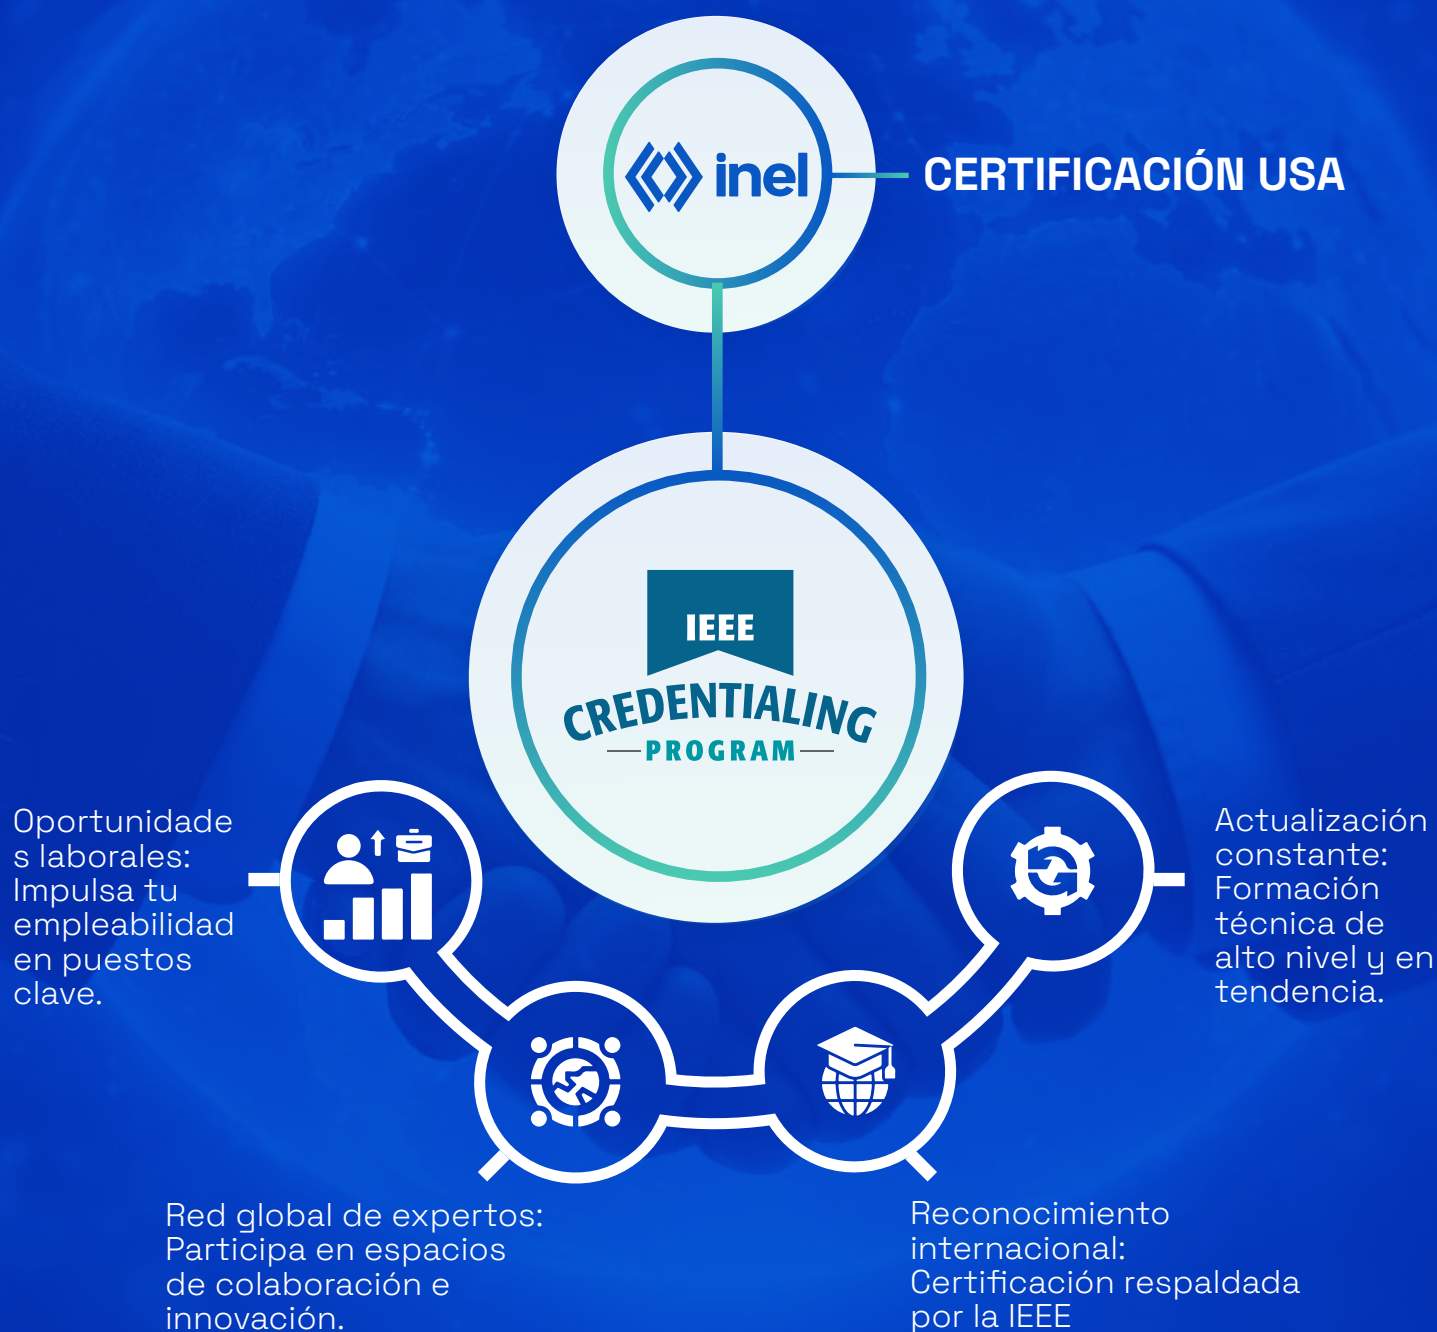 inel
CERTIFICACIÓN USA
IEEE
CREDENTIALING
PROGRAM
Oportunidade
s laborales:
Impulsa tu
empleabilidad
en puestos
clave.
Actualización
constante:
Formación
técnica de
alto nivel y en
tendencia.
Red global de expertos:
Participa en espacios
de colaboración e
innovación.
Reconocimiento
internacional:
Certificación respaldada
por la IEEE